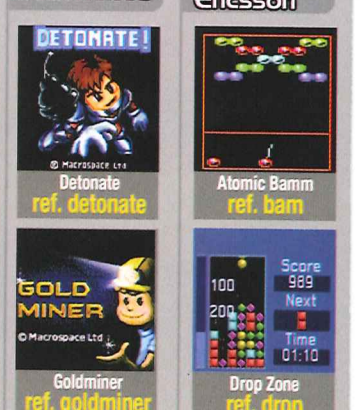 Ericsson
DETONATE!
© Macrospace Ltd
Detonate
ref. detonate
Atomic Bamm
ref. bam
GOLD
MINER
© Macrospace Ltd
Goldminer
ref. goldminer
100
200
Score
989
Next
Time
01:10
Drop Zone
ref. drop